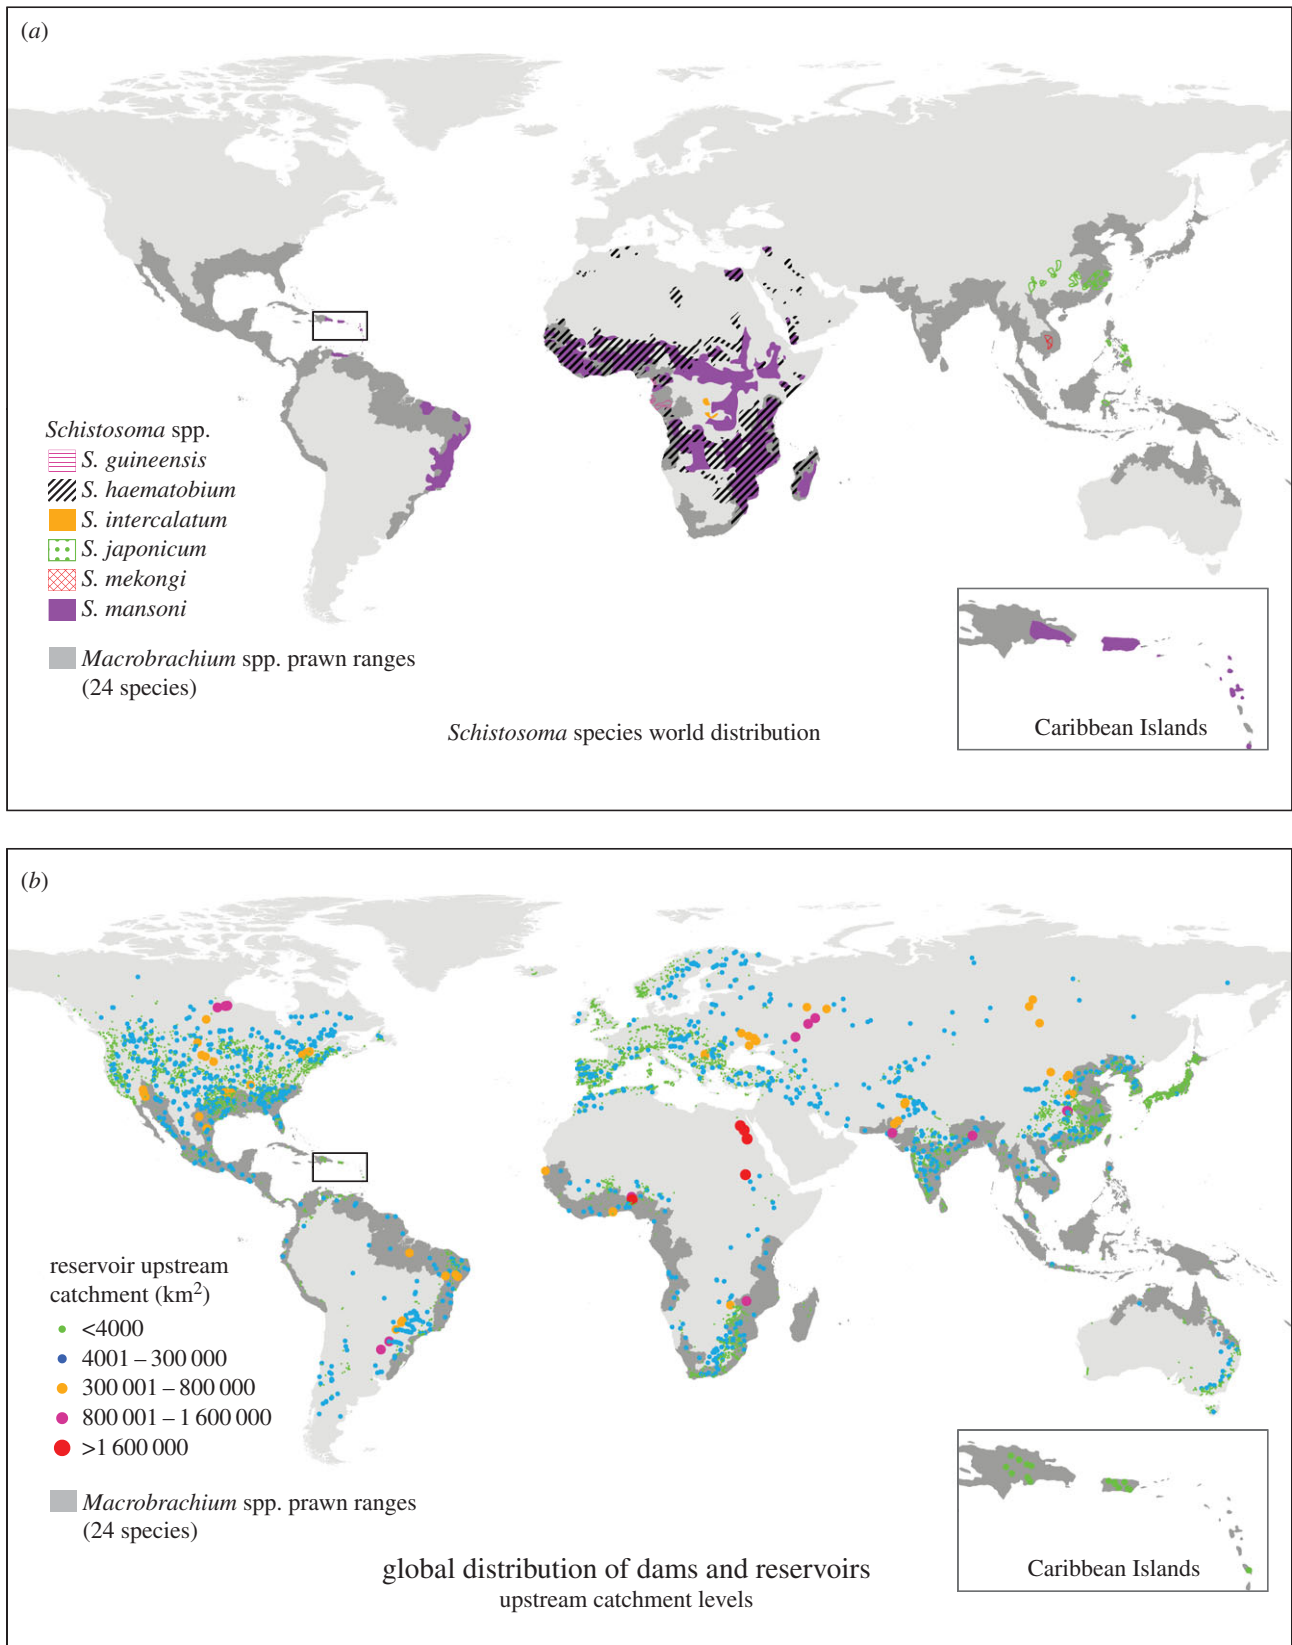 (a)
Schistosoma spp.
S. guineensis
S. haematobium
S. intercalatum
S. japonicum
S. mekongi
S. mansoni
Macrobrachium spp. prawn ranges
(24 species)
Schistosoma species world distribution
Caribbean Islands
(b)
reservoir upstream
catchment (km²)
<4000
4001 – 300 000
300 001 – 800 000
800 001 – 1 600 000
>1 600 000
Macrobrachium spp. prawn ranges
(24 species)
global distribution of dams and reservoirs
upstream catchment levels
Caribbean Islands